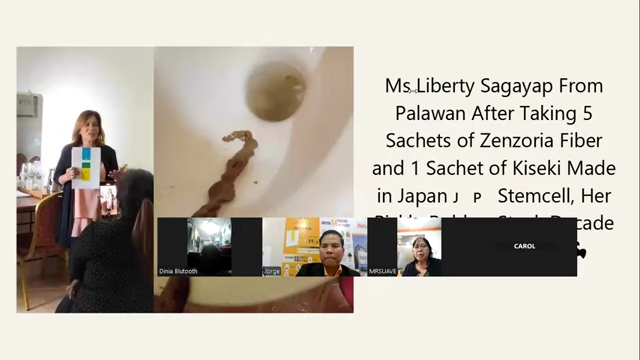 Ms Liberty Sagayap From
Palawan After Taking 5
Sachets of Zenzoria Fiber
and 1 Sachet of Kiseki Made
in Japan J P Stemcell, Her
Dinia Blutooth
Jorge
MRSUAVE
CAROL